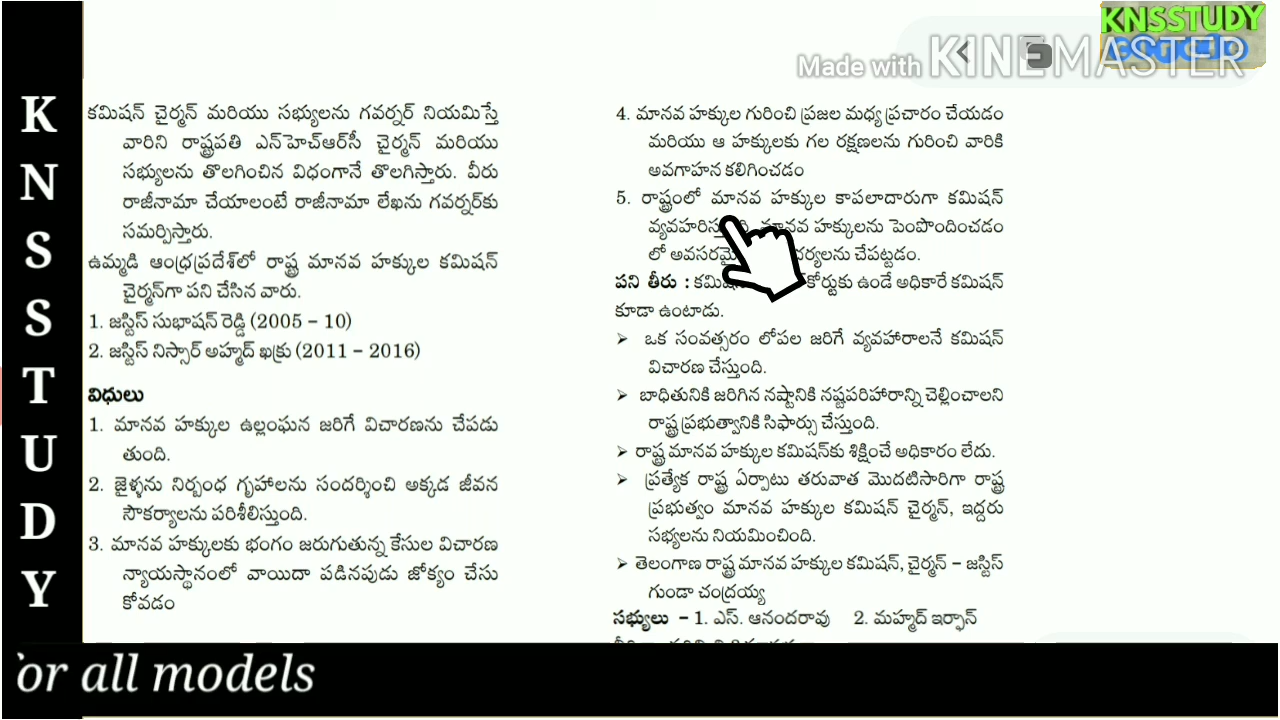 KNSSTUDY
Made with KINEMASTER
KNSSTUDY
కమిషన్ చైర్మన్ మరియు సభ్యులను గవర్నర్ నియమిస్తే
వారిని రాష్ట్రపతి ఎన్‌హెచ్ఆర్‌సీ చైర్మన్ మరియు
సభ్యులను తొలగించిన విధంగానే తొలగిస్తారు. వీరు
రాజీనామా చేయాలంటే రాజీనామా లేఖను గవర్నర్‌కు
సమర్పిస్తారు.
ఉమ్మడి ఆంధ్రప్రదేశ్‌లో రాష్ట్ర మానవ హక్కుల కమిషన్
చైర్మన్‌గా పని చేసిన వారు.
1. జస్టిస్ సుభాషన్ రెడ్డి (2005 – 10)
2. జస్టిస్ నిస్సార్ అహ్మద్ ఖక్రు (2011 – 2016)
విధులు
1. మానవ హక్కుల ఉల్లంఘన జరిగే విచారణను చేపడు
తుంది.
2. జైళ్ళను నిర్బంధ గృహాలను సందర్శించి అక్కడ జీవన
సౌకర్యాలను పరిశీలిస్తుంది.
3. మానవ హక్కులకు భంగం జరుగుతున్న కేసుల విచారణ
న్యాయస్థానంలో వాయిదా పడినపుడు జోక్యం చేసు
కోవడం
4. మానవ హక్కుల గురించి ప్రజల మధ్య ప్రచారం చేయడం
మరియు ఆ హక్కులకు గల రక్షణలను గురించి వారికి
అవగాహన కలిగించడం
5. రాష్ట్రంలో మానవ హక్కుల కాపలాదారుగా కమిషన్
హక్కులను పెంపొందించడం
లో చేపట్టడం.
పని తీరు : ఉండే అధికారే కమిషన్
కూడా ఉంటాడు.
➢ ఒక సంవత్సరం లోపల జరిగే వ్యవహారాలనే కమిషన్
విచారణ చేస్తుంది.
➢ బాధితునికి జరిగిన నష్టానికి నష్టపరిహారాన్ని చెల్లించాలని
రాష్ట్ర ప్రభుత్వానికి సిఫార్సు చేస్తుంది.
➢ రాష్ట్ర మానవ హక్కుల కమిషన్‌కు శిక్షించే అధికారం లేదు.
➢ ప్రత్యేక రాష్ట్ర ఏర్పాటు తరువాత మొదటిసారిగా రాష్ట్ర
ప్రభుత్వం మానవ హక్కుల కమిషన్ చైర్మన్, ఇద్దరు
సభ్యులను నియమించింది.
➢ తెలంగాణ రాష్ట్ర మానవ హక్కుల కమిషన్, చైర్మన్ – జస్టిస్
గుండా చంద్రయ్య
సభ్యులు – 1. ఎస్. ఆనందరావు 2. మహ్మద్ ఇర్ఫాన్
or all models